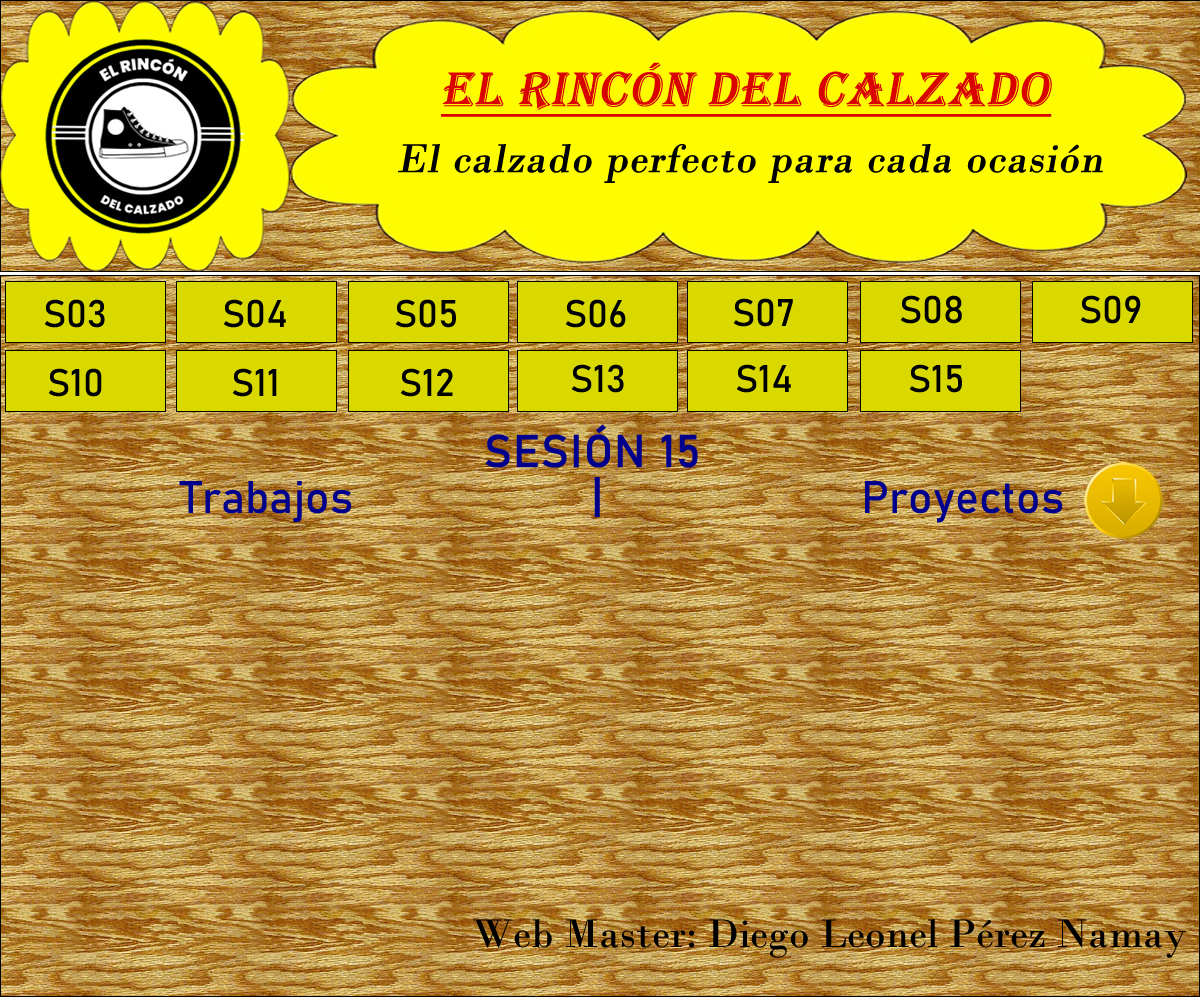 EL RINCÓN
DEL CALZADO
EL RINCÓN DEL CALZADO
El calzado perfecto para cada ocasión
S03 S04 S05 S06 S07 S08 S09
S10 S11 S12 S13 S14 S15
SESIÓN 15
Trabajos | Proyectos
Web Master: Diego Leonel Pérez Namay